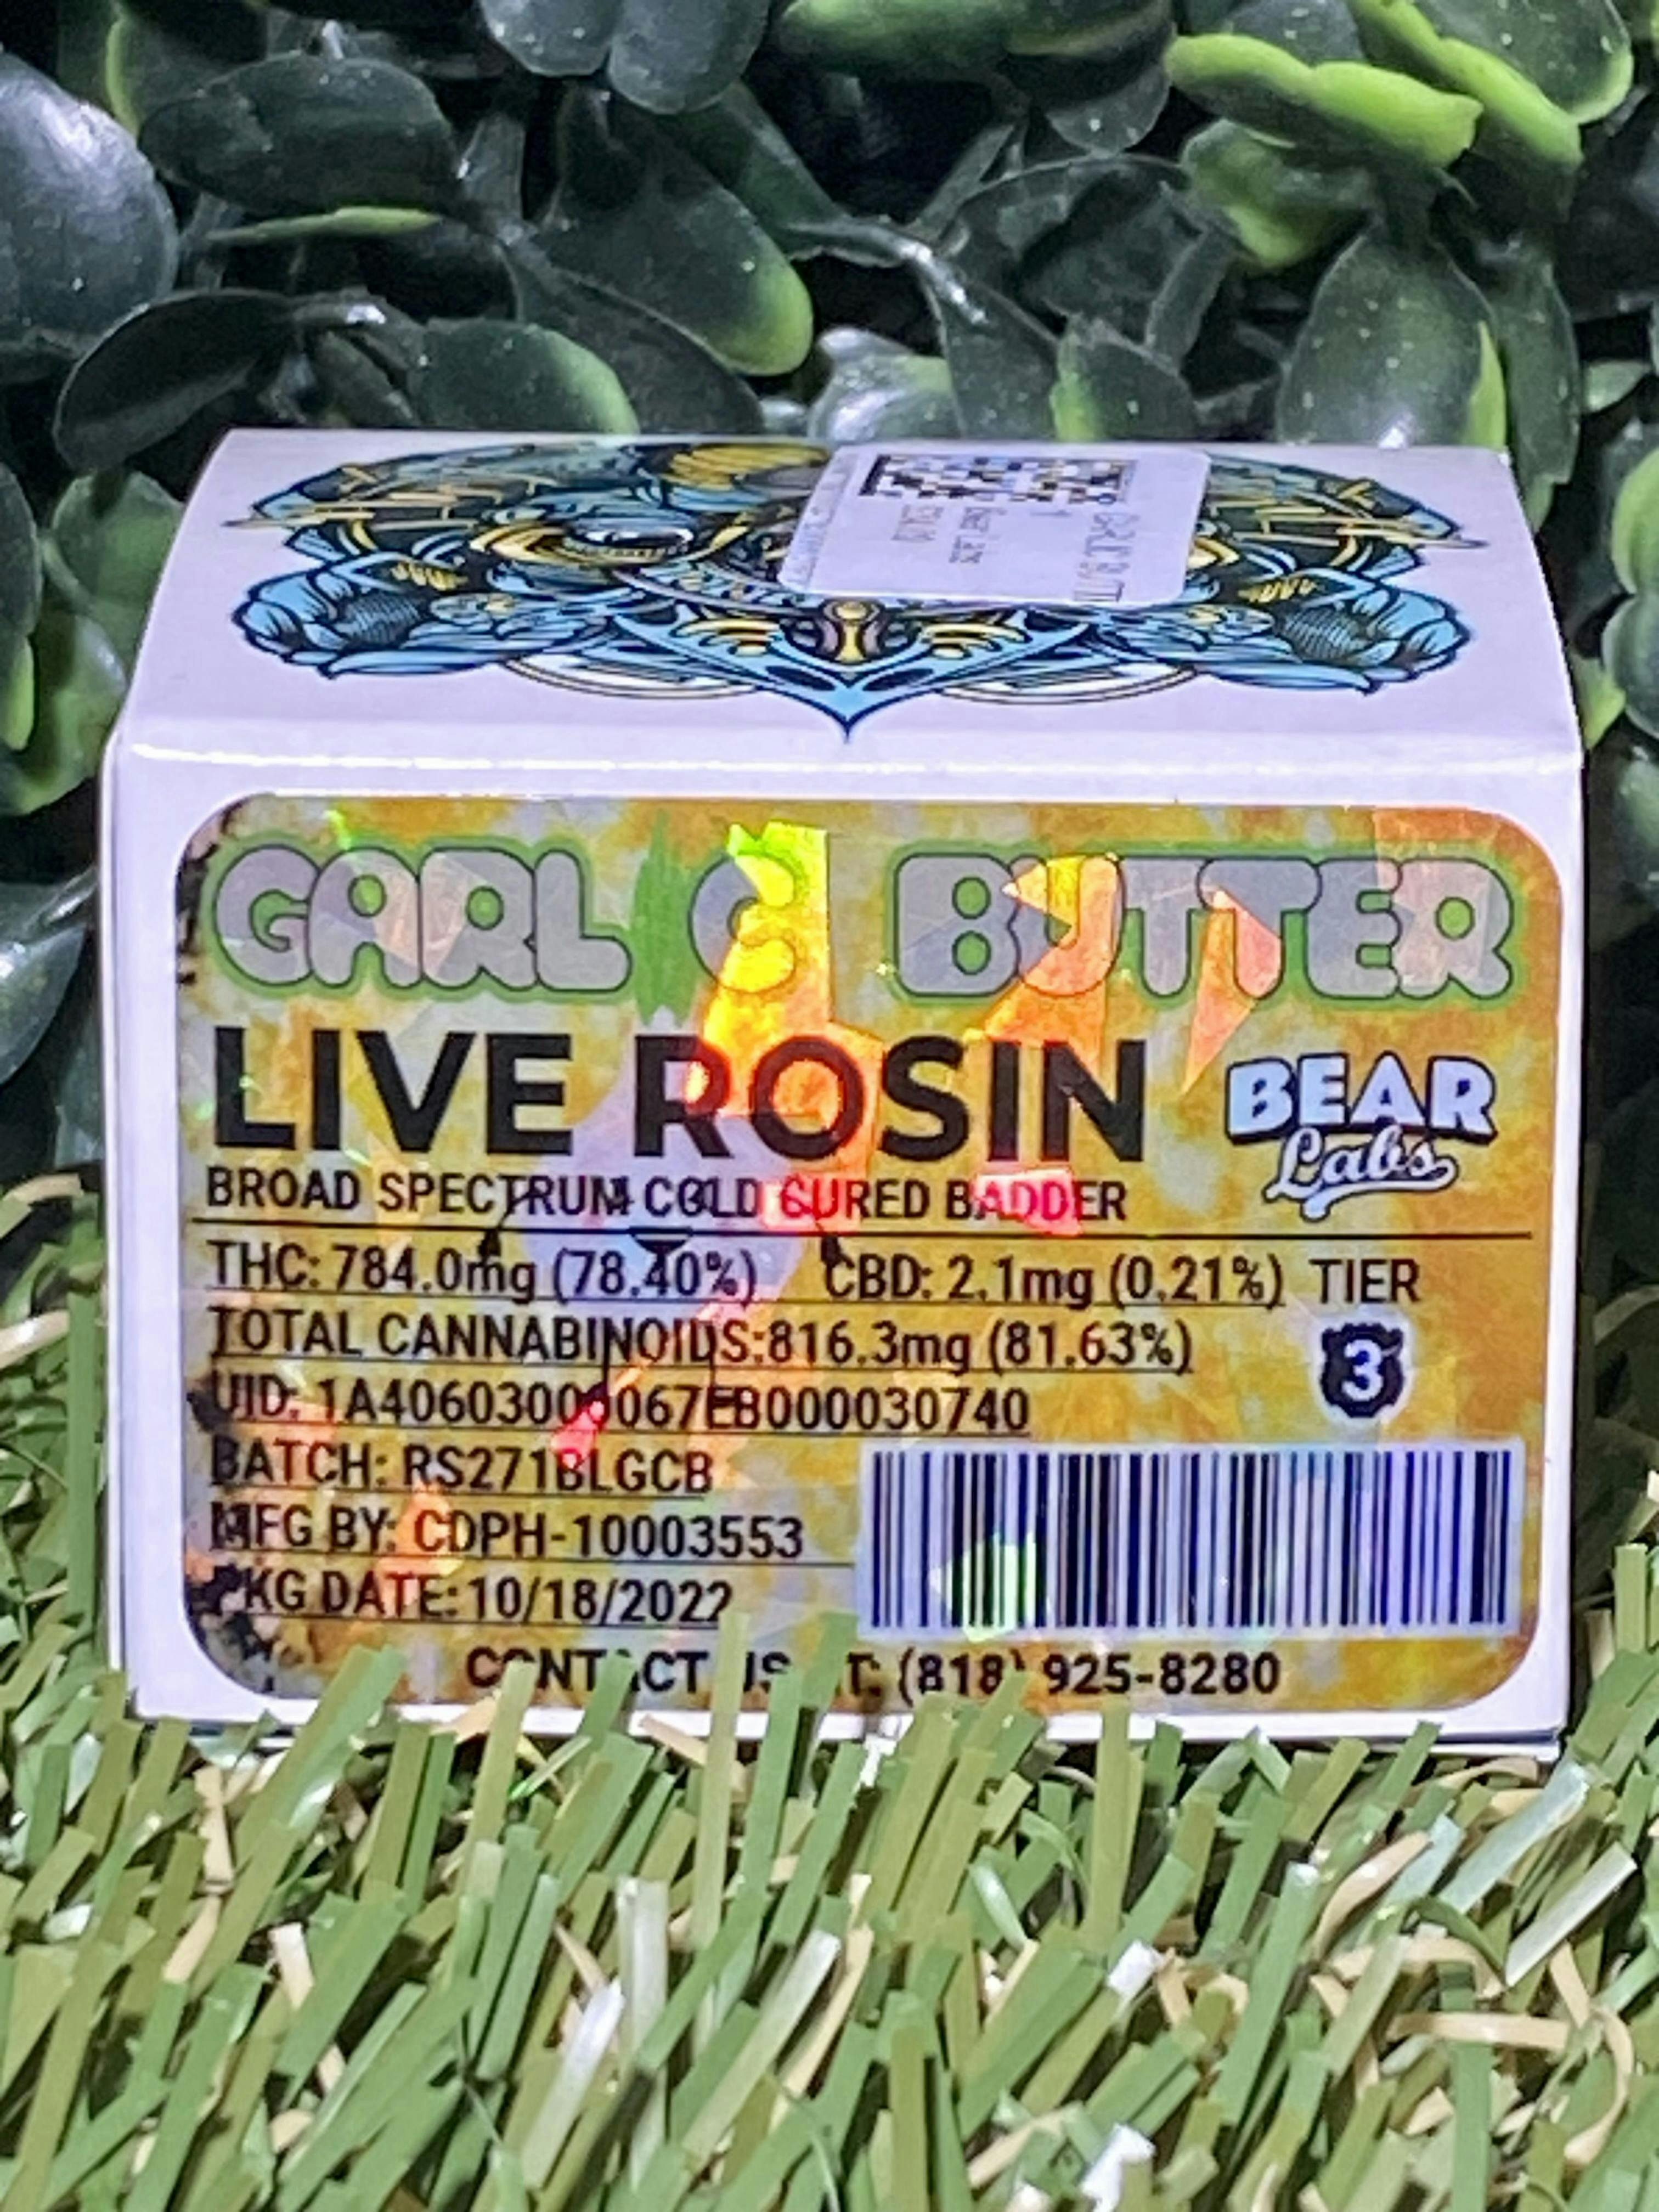 GARL C BUTTER
LIVE ROSIN
BEAR
Labs
BROAD SPECTRUM COLD CURED BADDER
THC: 784.0mg (78.40%) CBD: 2.1mg (0.21%) TIER
TOTAL CANNABINOIDS:816.3mg (81.63%)
3
UID: 1A40603000067EB000030740
BATCH: RS271BLGCB
MFG BY: CDPH-10003553
PKG DATE: 10/18/2022
CONTACT US AT: (818) 925-8280